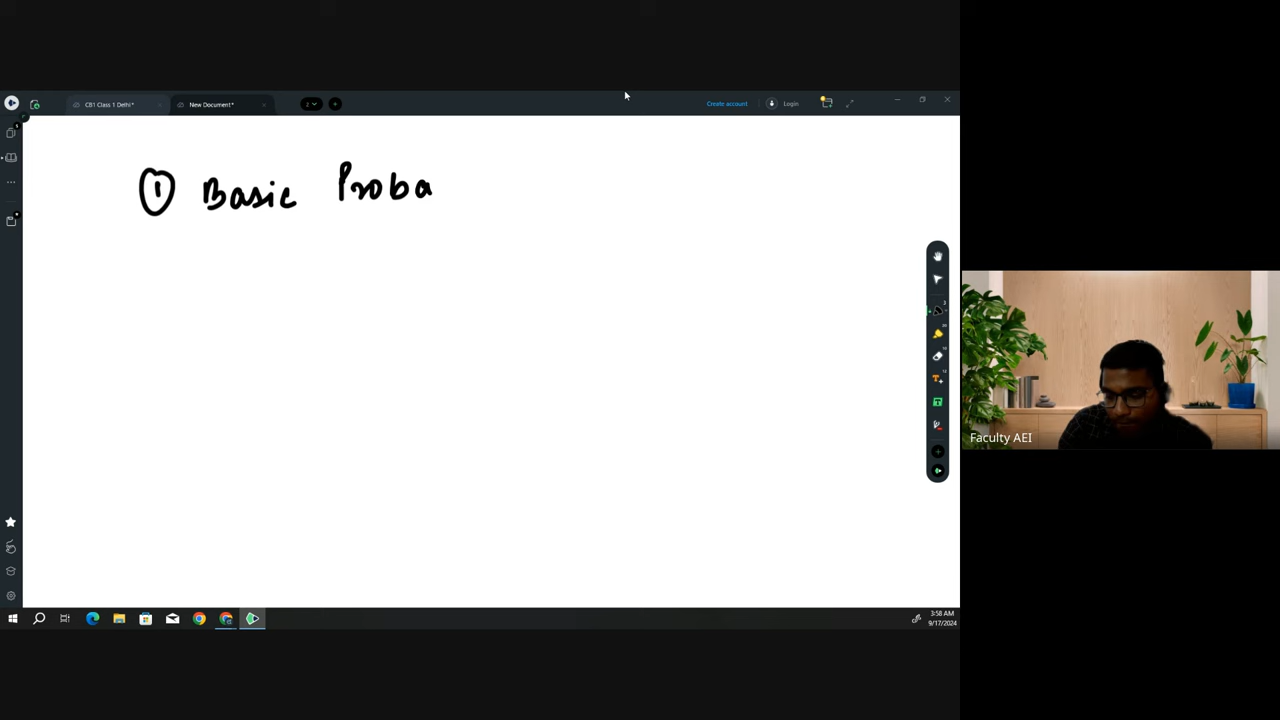 CB1 Class 1 Delhi*
New Document*
2
Create account
Login
① Basic Proba
Faculty AEI
3:58 AM
9/17/2024